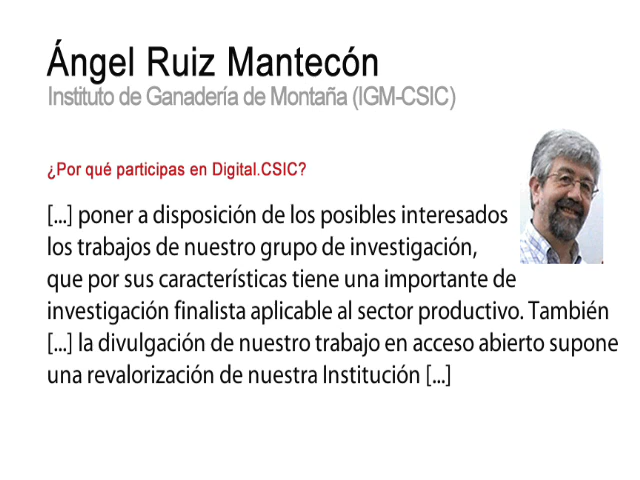 Ángel Ruiz Mantecón
Instituto de Ganadería de Montaña (IGM-CSIC)
¿Por qué participas en Digital.CSIC?
[...] poner a disposición de los posibles interesados
los trabajos de nuestro grupo de investigación,
que por sus características tiene una importante de
investigación finalista aplicable al sector productivo. También
[...] la divulgación de nuestro trabajo en acceso abierto supone
una revalorización de nuestra Institución [...]